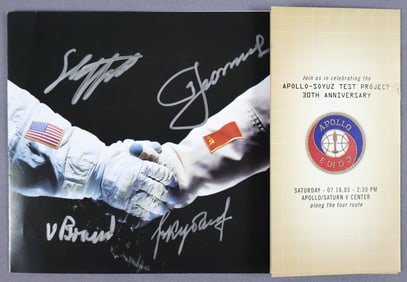 V Brand
Join us in celebrating the
APOLLO-SOYUZ TEST PROJECT
30TH ANNIVERSARY
APOLLO
SATURDAY - 07.16.05 - 2:30 PM
APOLLO/SATURN V CENTER
along the tour route